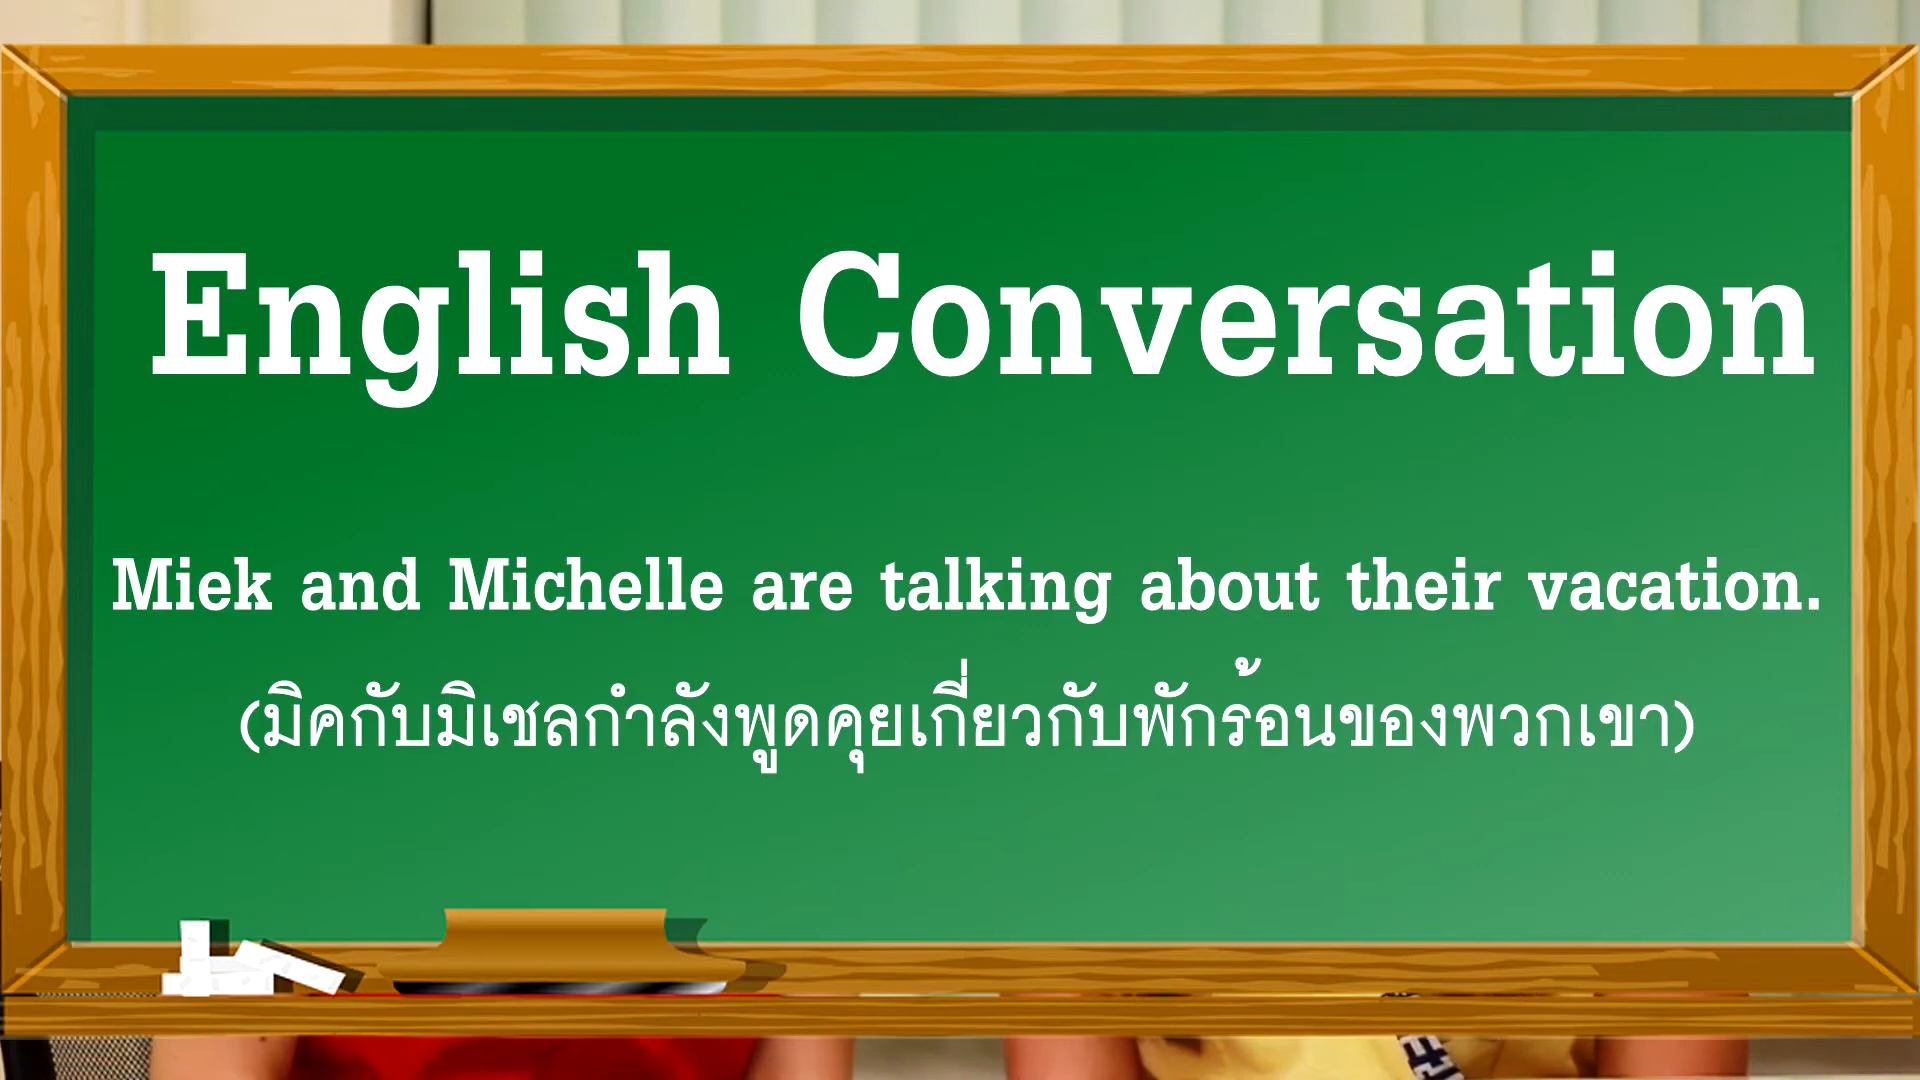 English Conversation
Miek and Michelle are talking about their vacation.
(มิคกับมิเชลกำลังพูดคุยเกี่ยวกับพักร้อนของพวกเขา)